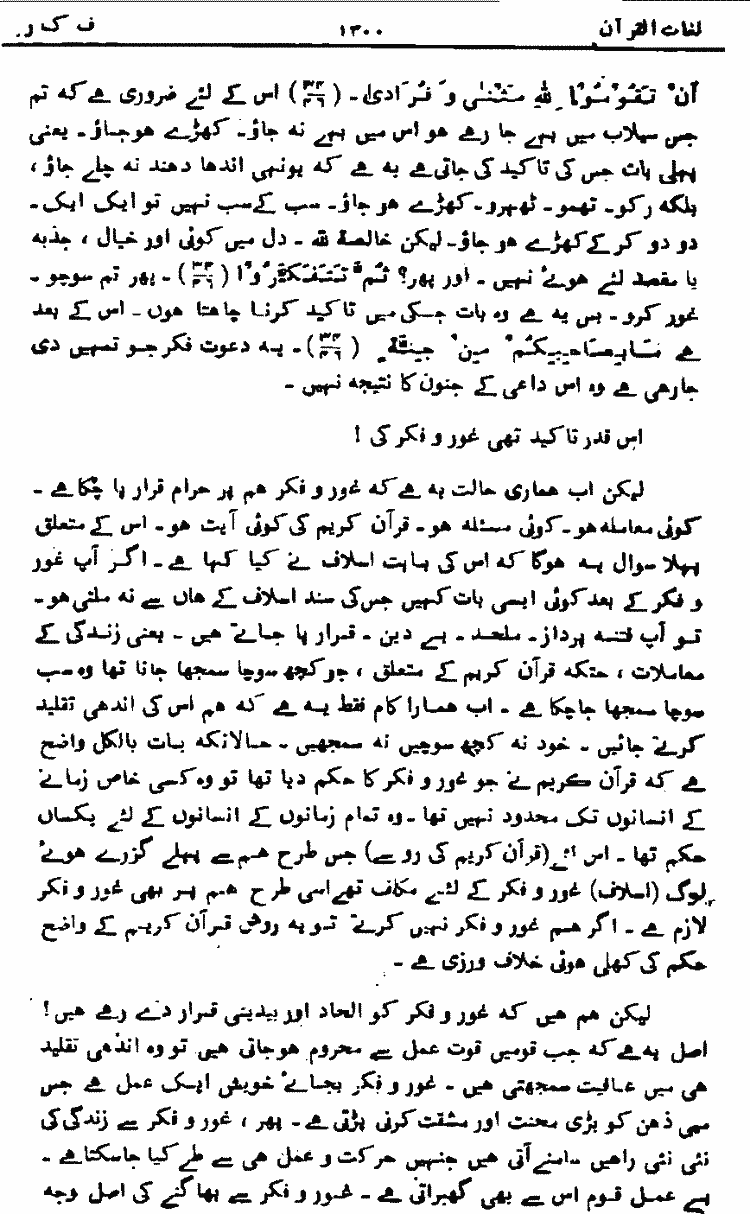 لغات القرآن ۱۳۰۰ ف ک ر
اَنْ تَقُوْمُوْا لِلّٰهِ مَثْنٰی وَ فُرَادٰی۔ (۳۴/۴۶) اس کے لئے ضروری ہے کہ تم
جس سیلاب میں بہے جا رہے ہو اس میں بہے نہ جاؤ۔ کھڑے ہوجاؤ۔ یعنی
پہلی بات جس کی تاکید کی جاتی ہے یہ ہے کہ یونہی اندھا دھند نہ چلے جاؤ،
بلکہ رکو۔ تھمو۔ ٹھہرو۔ کھڑے ہو جاؤ۔ سب کے سب نہیں تو ایک ایک۔
دو دو کرکے کھڑے ہو جاؤ۔ لیکن خالصۃً للہ۔ دل میں کوئی اور خیال، جذبہ
یا مقصد لئے ہوئے نہیں۔ اور پھر؟ ثُمَّ تَتَفَكَّرُوْا (۳۴/۴۶)۔ پھر تم سوچو۔
غور کرو۔ بس یہ ہے وہ بات جسکی میں تاکید کرنا چاہتا ہوں۔ اس کے بعد
ہے مَابِصَاحِبِكُمْ مِنْ جِنَّةٍ (۳۴/۴۶)۔ یہ دعوت فکر جو تمہیں دی
جارہی ہے وہ اس داعی کے جنون کا نتیجہ نہیں۔
اس قدر تاکید تھی غور و فکر کی!
لیکن اب ہماری حالت یہ ہے کہ غور و فکر ہم پر حرام قرار پا چکا ہے۔
کوئی معاملہ ہو۔ کوئی مسئلہ ہو۔ قرآن کریم کی کوئی آیت ہو۔ اس کے متعلق
پہلا سوال یہ ہوگا کہ اس کی بابت اسلاف نے کیا کہا ہے۔ اگر آپ غور
و فکر کے بعد کوئی ایسی بات کہیں جس کی سند اسلاف کے ہاں سے نہ ملتی ہو۔
تو آپ فتنہ پرداز۔ ملحد۔ بے دین۔ قرار پا جاتے ہیں۔ یعنی زندگی کے
معاملات، حتکہ قرآن کریم کے متعلق، جو کچھ سوچا سمجھا جانا تھا وہ سب
سوچا سمجھا جاچکا ہے۔ اب ہمارا کام فقط یہ ہے کہ ہم اس کی اندھی تقلید
کرتے جائیں۔ خود نہ کچھ سوچیں نہ سمجھیں۔ حالانکہ یہ بات بالکل واضح
ہے کہ قرآن کریم نے جو غور و فکر کا حکم دیا تھا تو وہ کسی خاص زمانے
کے انسانوں تک محدود نہیں تھا۔ وہ تمام زمانوں کے انسانوں کے لئے یکساں
حکم تھا۔ اس لئے (قرآن کریم کی رو سے) جس طرح ہم سے پہلے گزرے ہوئے
لوگ (اسلاف) غور و فکر کے لئے مکلف تھے اسی طرح ہم پر بھی غور و فکر
لازم ہے۔ اگر ہم غور و فکر نہیں کرتے تو یہ روش قرآن کریم کے واضح
حکم کی کھلی ہوئی خلاف ورزی ہے۔
لیکن ہم ہیں کہ غور و فکر کو الحاد اور بیدینی قرار دے رہے ہیں!
اصل یہ ہے کہ جب قومیں قوت عمل سے محروم ہوجاتی ہیں تو وہ اندھی تقلید
ہی میں عافیت سمجھتی ہیں۔ غور و فکر بجائے خویش ایک عمل ہے جس
میں ذہن کو بڑی محنت اور مشقت کرنی پڑتی ہے۔ پھر، غور و فکر سے زندگی کی
نئی نئی راہیں سامنے آتی ہیں جنہیں حرکت و عمل ہی سے طے کیا جاسکتا ہے۔
بے عمل قوم اس سے بھی گھبراتی ہے۔ غور و فکر سے بھاگنے کی اصل وجہ